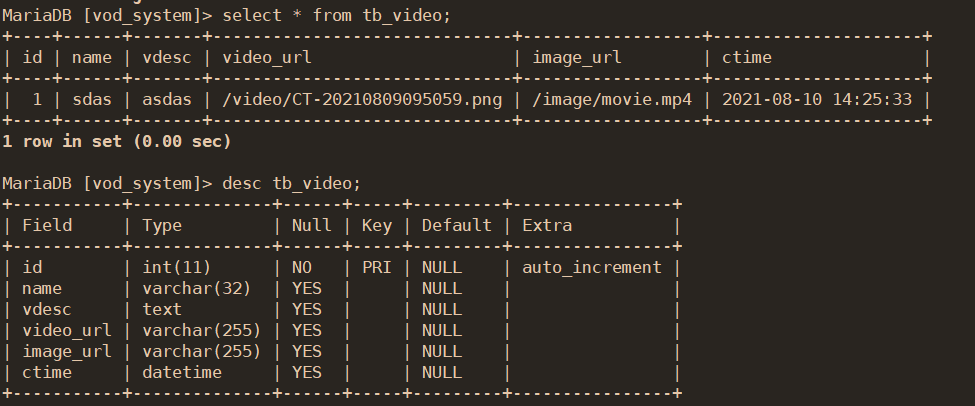 MariaDB [vod_system]> select * from tb_video;
+----+------+-------+------------------------------+------------------+---------------------+
| id | name | vdesc | video_url                    | image_url        | ctime               |
+----+------+-------+------------------------------+------------------+---------------------+
|  1 | sdas | asdas | /video/CT-20210809095059.png | /image/movie.mp4 | 2021-08-10 14:25:33 |
+----+------+-------+------------------------------+------------------+---------------------+
1 row in set (0.00 sec)

MariaDB [vod_system]> desc tb_video;
+-----------+--------------+------+-----+---------+----------------+
| Field     | Type         | Null | Key | Default | Extra          |
+-----------+--------------+------+-----+---------+----------------+
| id        | int(11)      | NO   | PRI | NULL    | auto_increment |
| name      | varchar(32)  | YES  |     | NULL    |                |
| vdesc     | text         | YES  |     | NULL    |                |
| video_url | varchar(255) | YES  |     | NULL    |                |
| image_url | varchar(255) | YES  |     | NULL    |                |
| ctime     | datetime     | YES  |     | NULL    |                |
+-----------+--------------+------+-----+---------+----------------+